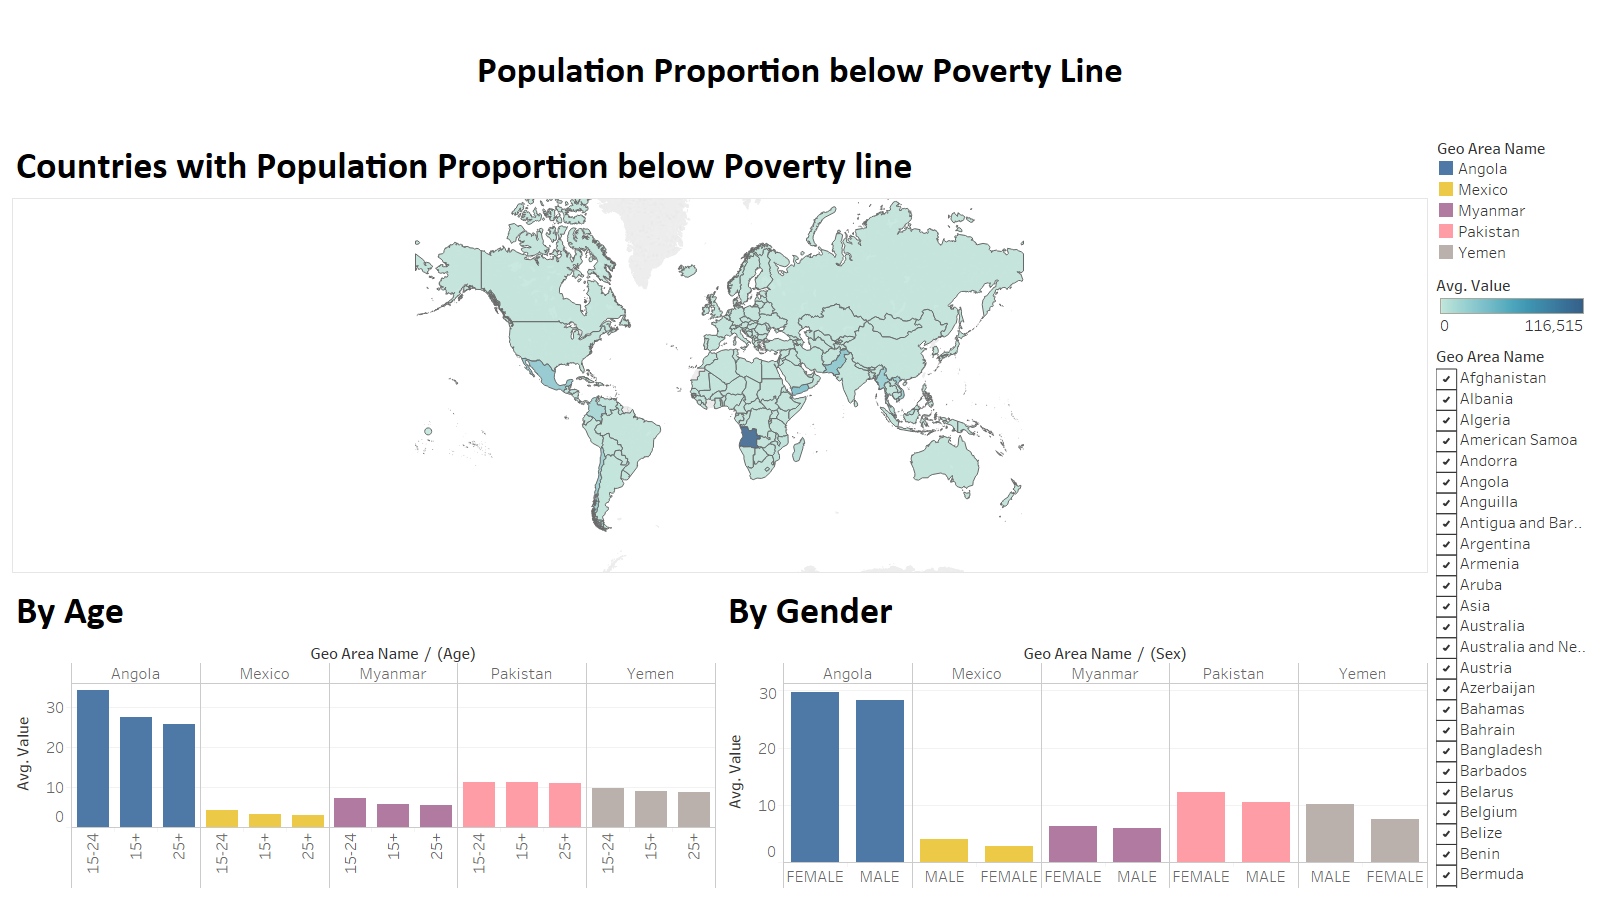 Population Proportion below Poverty Line
Countries with Population Proportion below Poverty line
Geo Area Name
Angola
Mexico
Myanmar
Pakistan
Yemen
Avg. Value
0 116,515
Geo Area Name
Afghanistan
Albania
Algeria
American Samoa
Andorra
Angola
Anguilla
Antigua and Bar..
Argentina
Armenia
Aruba
Asia
Australia
Australia and Ne..
Austria
Azerbaijan
Bahamas
Bahrain
Bangladesh
Barbados
Belarus
Belgium
Belize
Benin
Bermuda
By Age
Geo Area Name / (Age)
Angola Mexico Myanmar Pakistan Yemen
Avg. Value
30
20
10
0
15-24 15+ 25+ 15-24 15+ 25+ 15-24 15+ 25+ 15-24 15+ 25+ 15-24 15+ 25+
By Gender
Geo Area Name / (Sex)
Angola Mexico Myanmar Pakistan Yemen
Avg. Value
30
20
10
0
FEMALE MALE MALE FEMALE FEMALE MALE FEMALE MALE MALE FEMALE